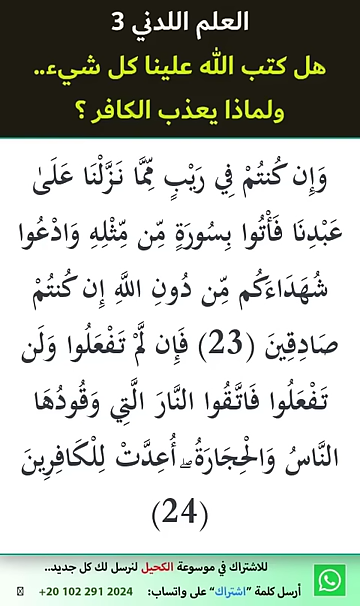 العلم اللدني 3
هل كتب الله علينا كل شيء..
ولماذا يعذب الكافر ؟
وَإِن كُنتُمْ فِي رَيْبٍ مِّمَّا نَزَّلْنَا عَلَىٰ
عَبْدِنَا فَأْتُوا بِسُورَةٍ مِّن مِّثْلِهِ وَادْعُوا
شُهَدَاءَكُم مِّن دُونِ اللَّهِ إِن كُنتُمْ
صَادِقِينَ (23) فَإِن لَّمْ تَفْعَلُوا وَلَن
تَفْعَلُوا فَاتَّقُوا النَّارَ الَّتِي وَقُودُهَا
النَّاسُ وَالْحِجَارَةُ ۖ أُعِدَّتْ لِلْكَافِرِينَ
(24)
للاشتراك في موسوعة الكحيل لنرسل لك كل جديد..
أرسل كلمة "اشتراك" على واتساب: +20 102 291 2024